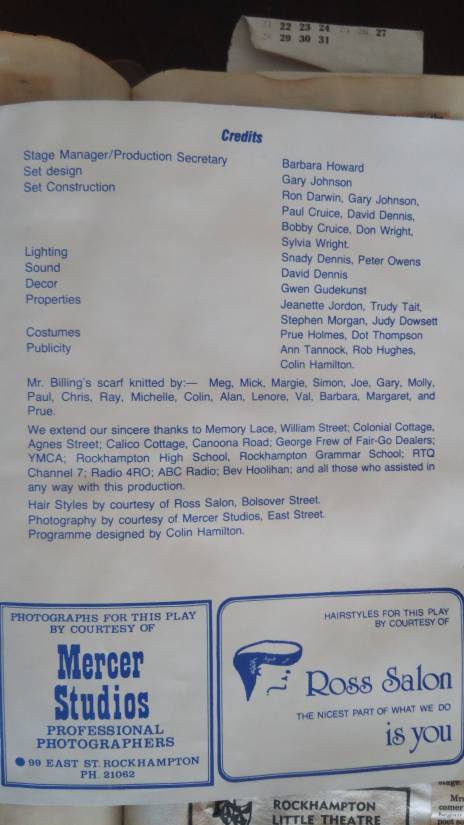 22 23 24 27
29 30 31
Credits
Stage Manager/Production Secretary Barbara Howard
Set design Gary Johnson
Set Construction Ron Darwin, Gary Johnson,
Paul Cruice, David Dennis,
Bobby Cruice, Don Wright,
Sylvia Wright.
Lighting Snady Dennis, Peter Owens
Sound David Dennis
Decor Gwen Gudekunst
Properties Jeanette Jordon, Trudy Tait,
Stephen Morgan, Judy Dowsett
Costumes Prue Holmes, Dot Thompson
Publicity Ann Tannock, Rob Hughes,
Colin Hamilton.
Mr. Billing's scarf knitted by:— Meg, Mick, Margie, Simon, Joe, Gary, Molly,
Paul, Chris, Ray, Michelle, Colin, Alan, Lenore, Val, Barbara, Margaret, and
Prue.
We extend our sincere thanks to Memory Lace, William Street; Colonial Cottage,
Agnes Street; Calico Cottage, Canoona Road; George Frew of Fair-Go Dealers;
YMCA; Rockhampton High School, Rockhampton Grammar School; RTQ
Channel 7; Radio 4RO; ABC Radio; Bev Hoolihan; and all those who assisted in
any way with this production.
Hair Styles by courtesy of Ross Salon, Bolsover Street.
Photography by courtesy of Mercer Studios, East Street.
Programme designed by Colin Hamilton.
PHOTOGRAPHS FOR THIS PLAY
BY COURTESY OF
Mercer
Studios
PROFESSIONAL
PHOTOGRAPHERS
● 99 EAST ST. ROCKHAMPTON
PH. 21062
HAIRSTYLES FOR THIS PLAY
BY COURTESY OF
Ross Salon
THE NICEST PART OF WHAT WE DO
is you
ROCKHAMPTON
LITTLE THEATRE